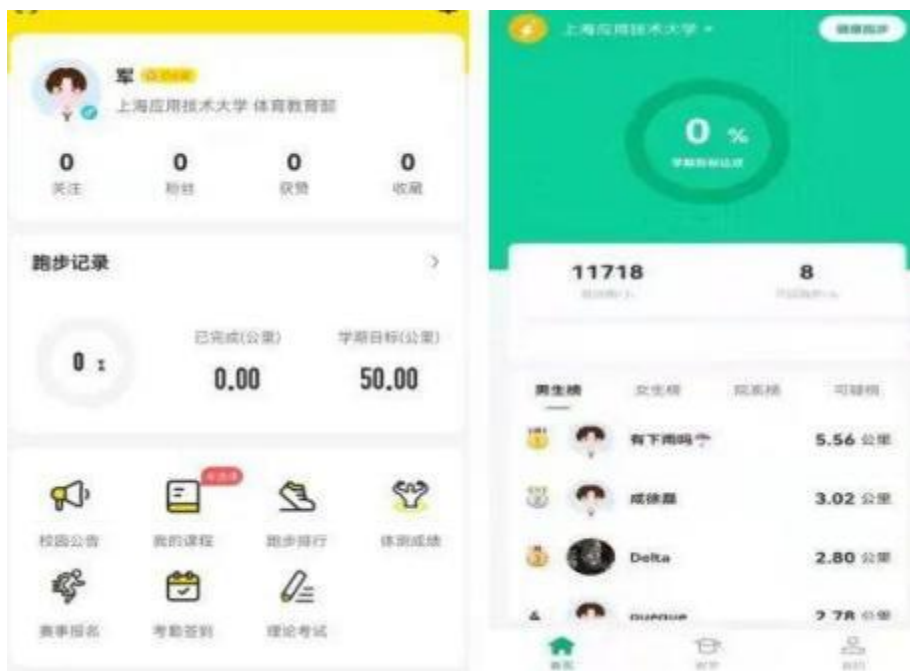 军
上海应用技术大学 体育教育部
0 0 0 0
关注 粉丝 获赞 收藏
跑步记录
已完成(公里) 学期目标(公里)
0 %
0.00 50.00
校园公告 我的课程 跑步排行 体测成绩
赛事报名 考勤签到 理论考试
上海应用技术大学
0 %
11718 8
男生榜 女生榜 院系榜
有下雨吗 5.56 公里
3.02 公里
Delta 2.80 公里
4 queque 2.78 公里
首页